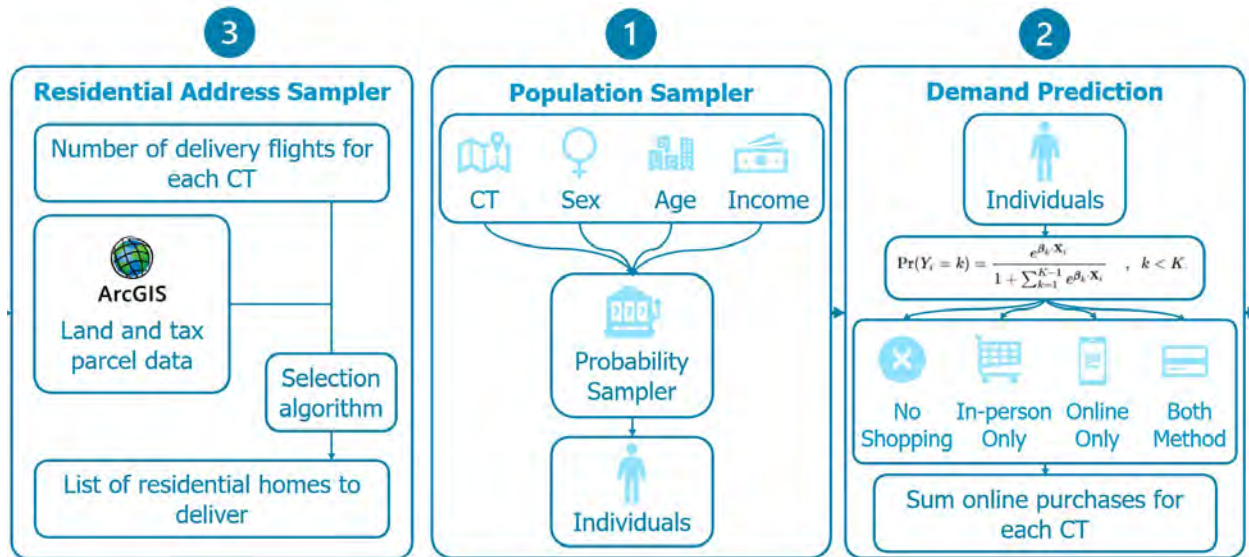 3
Residential Address Sampler
Number of delivery flights for
each CT
ArcGIS
Land and tax
parcel data
Selection
algorithm
List of residential homes to
deliver
1
Population Sampler
CT
Sex
Age
Income
Probability
Sampler
Individuals
2
Demand Prediction
Individuals
Pr(Y_i = k) = e^{β_k·X_i} / (1 + ∑_{k=1}^{K−1} e^{β_k·X_i}) , k < K.
No
Shopping
In-person
Only
Online
Only
Both
Method
Sum online purchases for
each CT